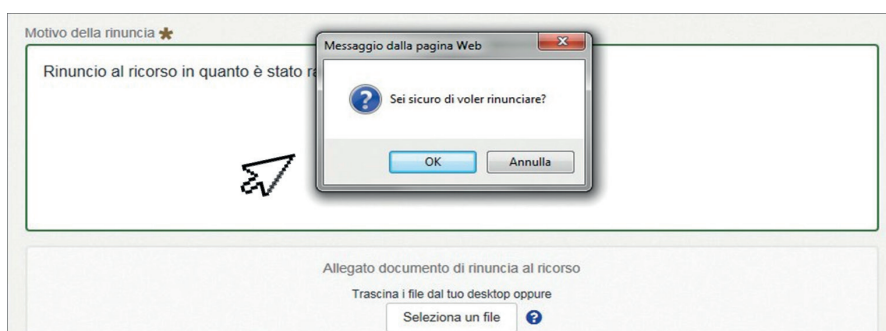 Motivo della rinuncia *
Messaggio dalla pagina Web
Rinuncio al ricorso in quanto è stato
Sei sicuro di voler rinunciare?
OK
Annulla
Allegato documento di rinuncia al ricorso
Trascina i file dal tuo desktop oppure
Seleziona un file ?